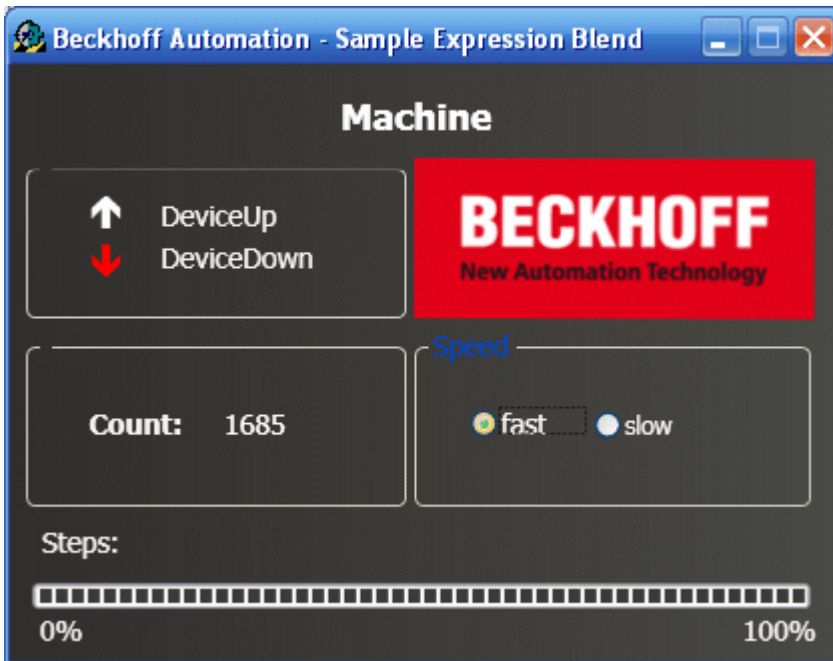 Beckhoff Automation - Sample Expression Blend
Machine
DeviceUp
DeviceDown
BECKHOFF
New Automation Technology
Count: 1685
Speed
fast slow
Steps:
0% 100%